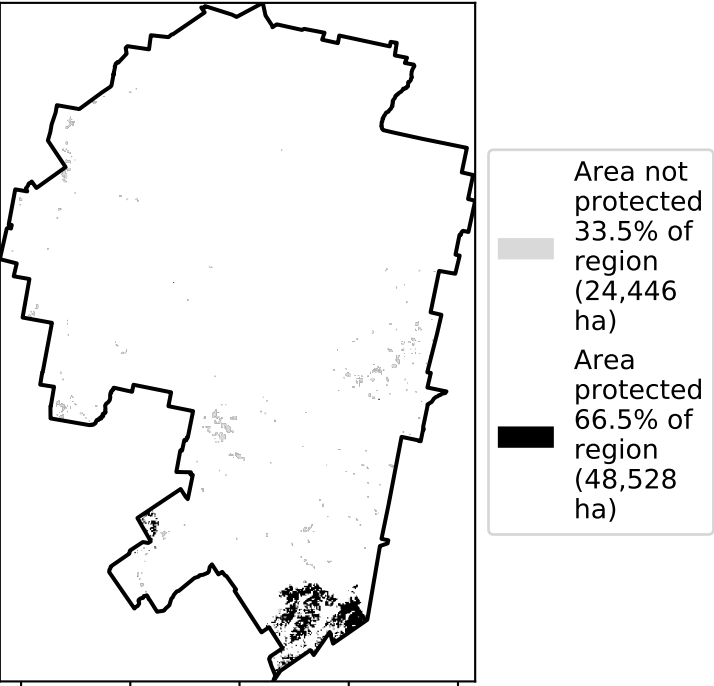 Area not
protected
33.5% of
region
(24,446
ha)
Area
protected
66.5% of
region
(48,528
ha)